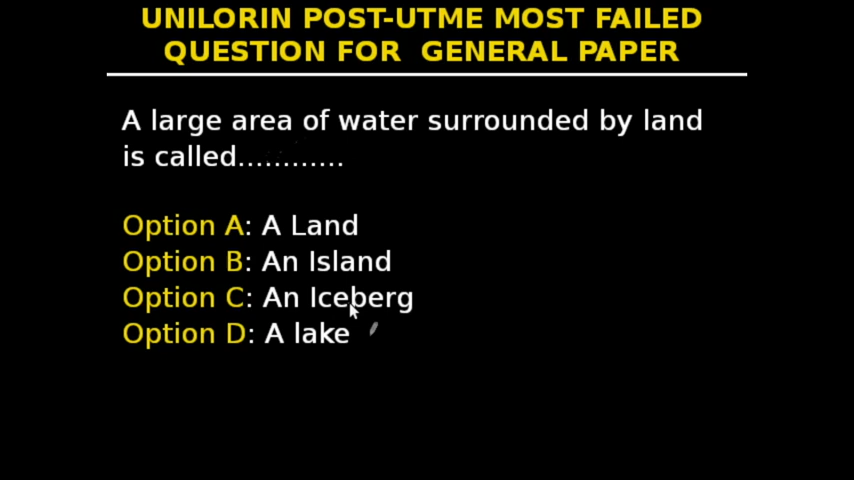 UNILORIN POST-UTME MOST FAILED
QUESTION FOR GENERAL PAPER
A large area of water surrounded by land
is called............
Option A: A Land
Option B: An Island
Option C: An Iceberg
Option D: A lake